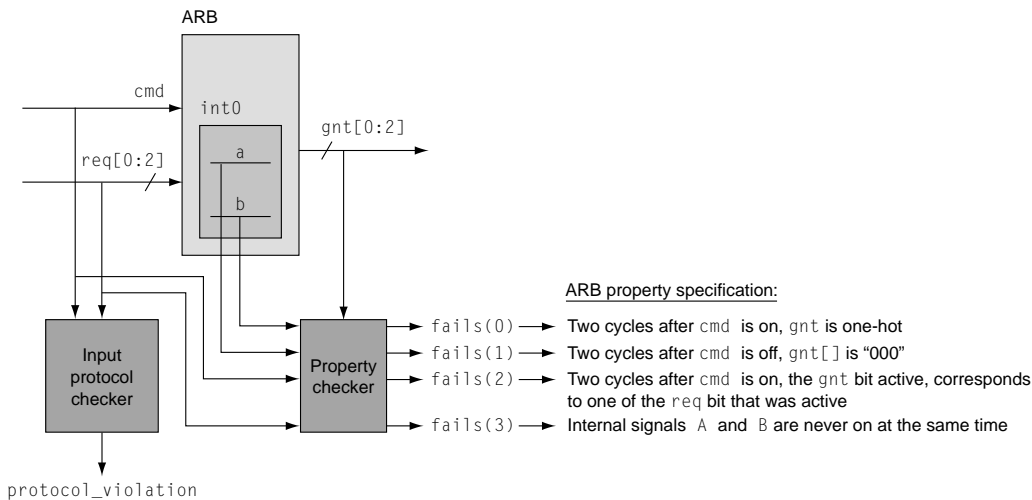 ARB
cmd
int0
gnt[0:2]
a
req[0:2]
b
ARB property specification:
Input
protocol
checker
Property
checker
fails(0) Two cycles after cmd is on, gnt is one-hot
fails(1) Two cycles after cmd is off, gnt[] is “000”
fails(2) Two cycles after cmd is on, the gnt bit active, corresponds
to one of the req bit that was active
fails(3) Internal signals A and B are never on at the same time
protocol_violation